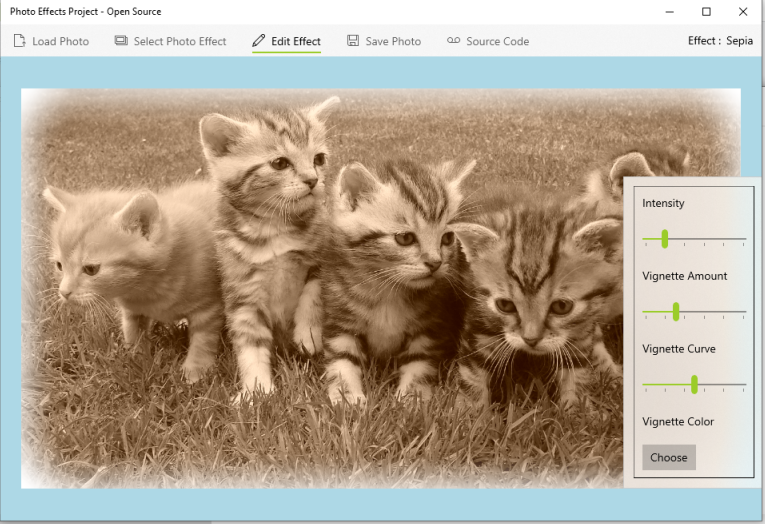 Photo Effects Project - Open Source
Load Photo
Select Photo Effect
Edit Effect
Save Photo
Source Code
Effect : Sepia
Intensity
Vignette Amount
Vignette Curve
Vignette Color
Choose